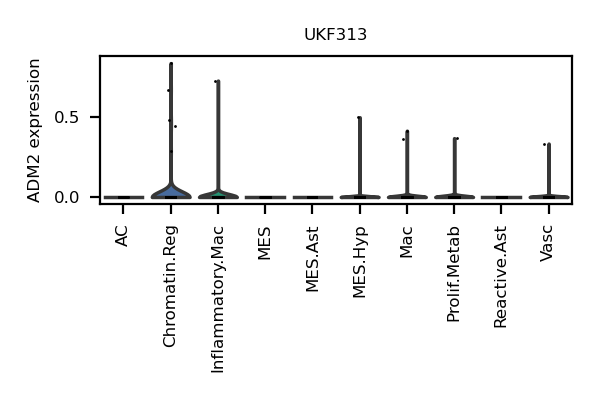 UKF313
ADM2 expression
0.5
0.0
AC
Chromatin.Reg
Inflammatory.Mac
MES
MES.Ast
MES.Hyp
Mac
Prolif.Metab
Reactive.Ast
Vasc